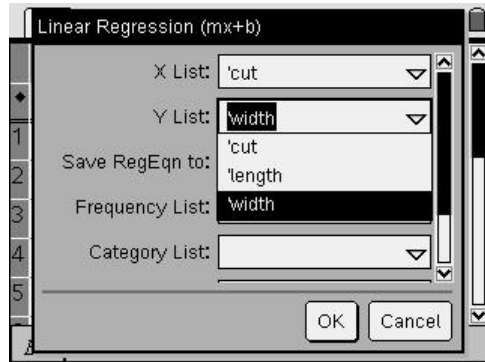 Linear Regression (mx+b)
X List: 'cut
Y List: 'width
'cut
'length
'width
Save RegEqn to:
Frequency List:
Category List:
OK Cancel
1
2
3
4
5